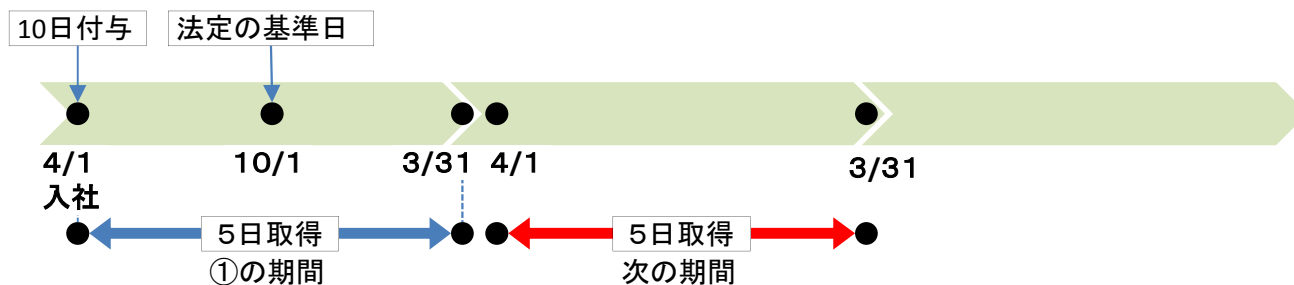 10日付与
法定の基準日
4/1
入社
10/1
3/31
4/1
3/31
5日取得
①の期間
5日取得
次の期間